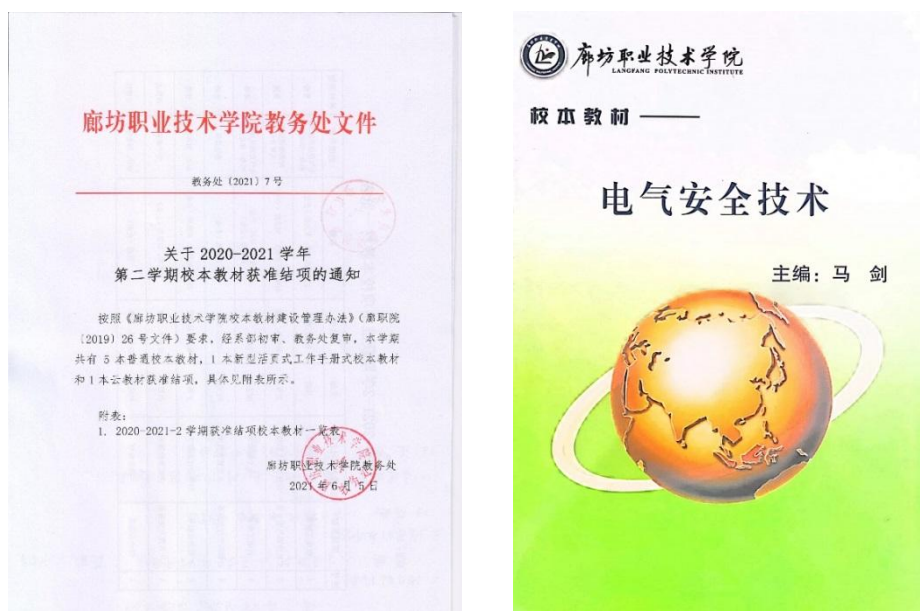 廊坊职业技术学院教务处文件
教务处〔2021〕7号
关于 2020-2021 学年
第二学期校本教材获准结项的通知
按照《廊坊职业技术学院校本教材建设管理办法》（廊职院
〔2019〕26 号文件）要求，经系部初审、教务处复审，本学期
共有 5 本普通校本教材，1 本新型活页式工作手册式校本教材
和 1 本云教材获准结项，具体见附表所示。
附表：
1. 2020-2021-2 学期获准结项校本教材一览表
廊坊职业技术学院教务处
2021 年 6 月 5 日
廊坊职业技术学院
LANGFANG POLYTECHNIC INSTITUTE
校本教材
电气安全技术
主编：马 剑